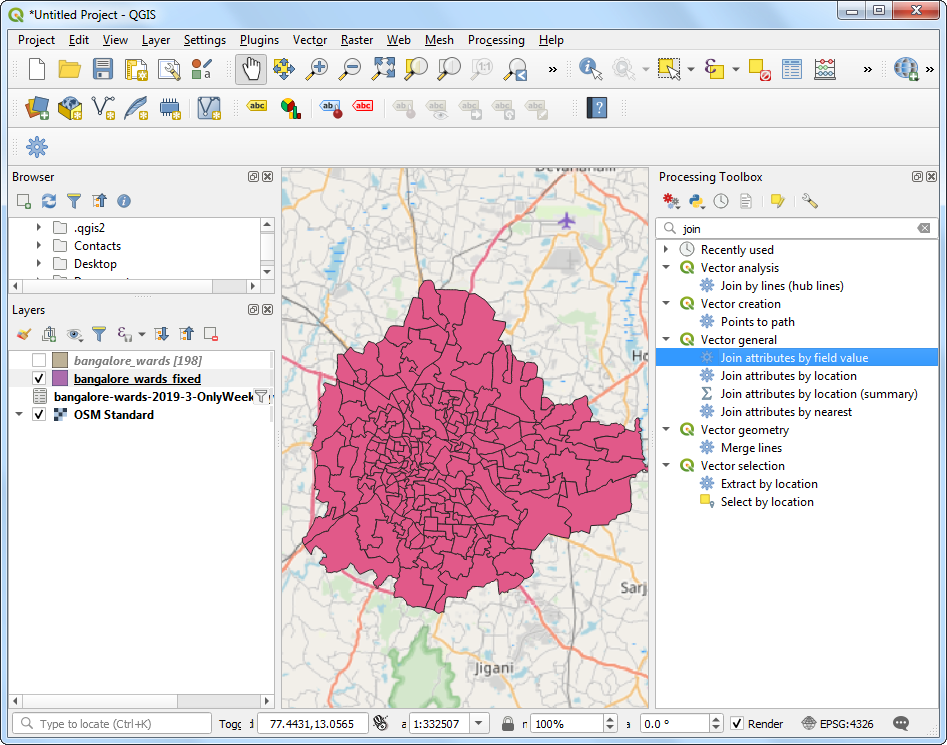 *Untitled Project - QGIS
Project Edit View Layer Settings Plugins Vector Raster Web Mesh Processing Help
abc ab abc
Browser
.qgis2
Contacts
Desktop
Layers
bangalore_wards [198]
bangalore_wards_fixed
bangalore-wards-2019-3-OnlyWeek
OSM Standard
Jigani
Processing Toolbox
join
Recently used
Vector analysis
Join by lines (hub lines)
Vector creation
Points to path
Vector general
Join attributes by field value
Join attributes by location
Join attributes by location (summary)
Join attributes by nearest
Vector geometry
Merge lines
Vector selection
Extract by location
Select by location
Type to locate (Ctrl+K) Togg 77.4431,13.0565 1:332507 100% 0.0 ° Render EPSG:4326